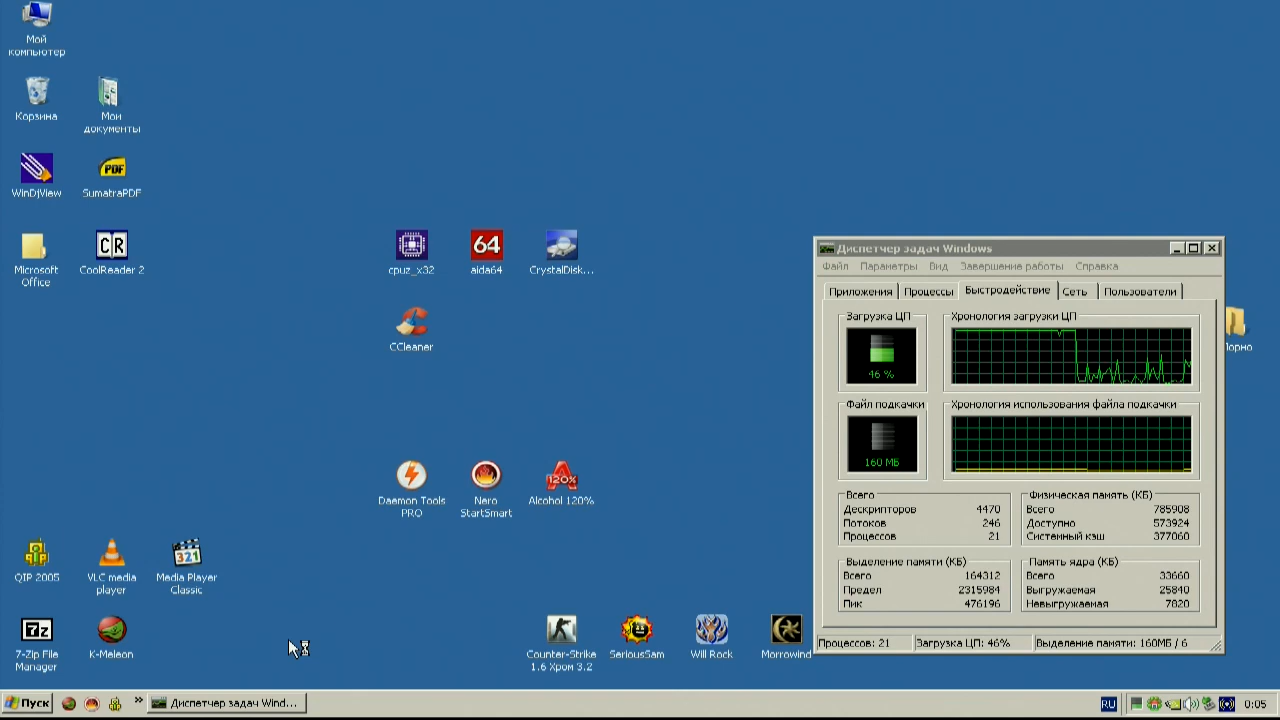 Мой
компьютер
Корзина
Мои
документы
WinDjView
SumatraPDF
Microsoft
Office
CoolReader 2
cpuz_x32
aida64
CrystalDisk...
CCleaner
Daemon Tools
PRO
Nero
StartSmart
Alcohol 120%
QIP 2005
VLC media
player
Media Player
Classic
7-Zip File
Manager
K-Meleon
Counter-Strike
1.6 Хром 3.2
SeriousSam
Will Rock
Morrowind
Диспетчер задач Windows
Файл Параметры Вид Завершение работы Справка
Приложения Процессы Быстродействие Сеть Пользователи
Загрузка ЦП
46 %
Хронология загрузки ЦП
Файл подкачки
160 МБ
Хронология использования файла подкачки
Всего
Дескрипторов 4470
Потоков 246
Процессов 21
Физическая память (КБ)
Всего 785908
Доступно 573924
Системный кэш 377060
Выделение памяти (КБ)
Всего 164312
Предел 2315984
Пик 476196
Память ядра (КБ)
Всего 33660
Выгружаемая 25840
Невыгружаемая 7820
Процессов: 21 Загрузка ЦП: 46% Выделение памяти: 160МБ / 6
Пуск
Диспетчер задач Wind...
RU
0:05